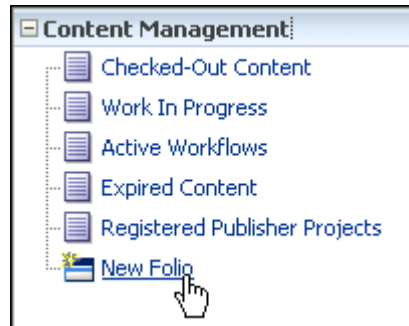 Content Management
Checked-Out Content
Work In Progress
Active Workflows
Expired Content
Registered Publisher Projects
New Folio